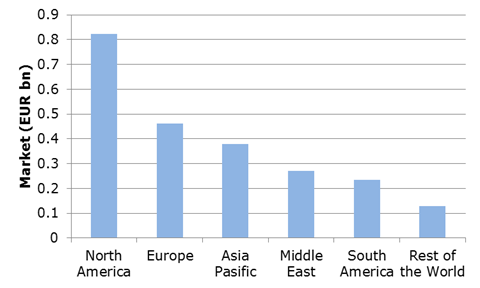 0.9
0.8
0.7
0.6
0.5
0.4
0.3
0.2
0.1
0
Market (EUR bn)
North
America
Europe
Asia
Pasific
Middle
East
South
America
Rest of
the World